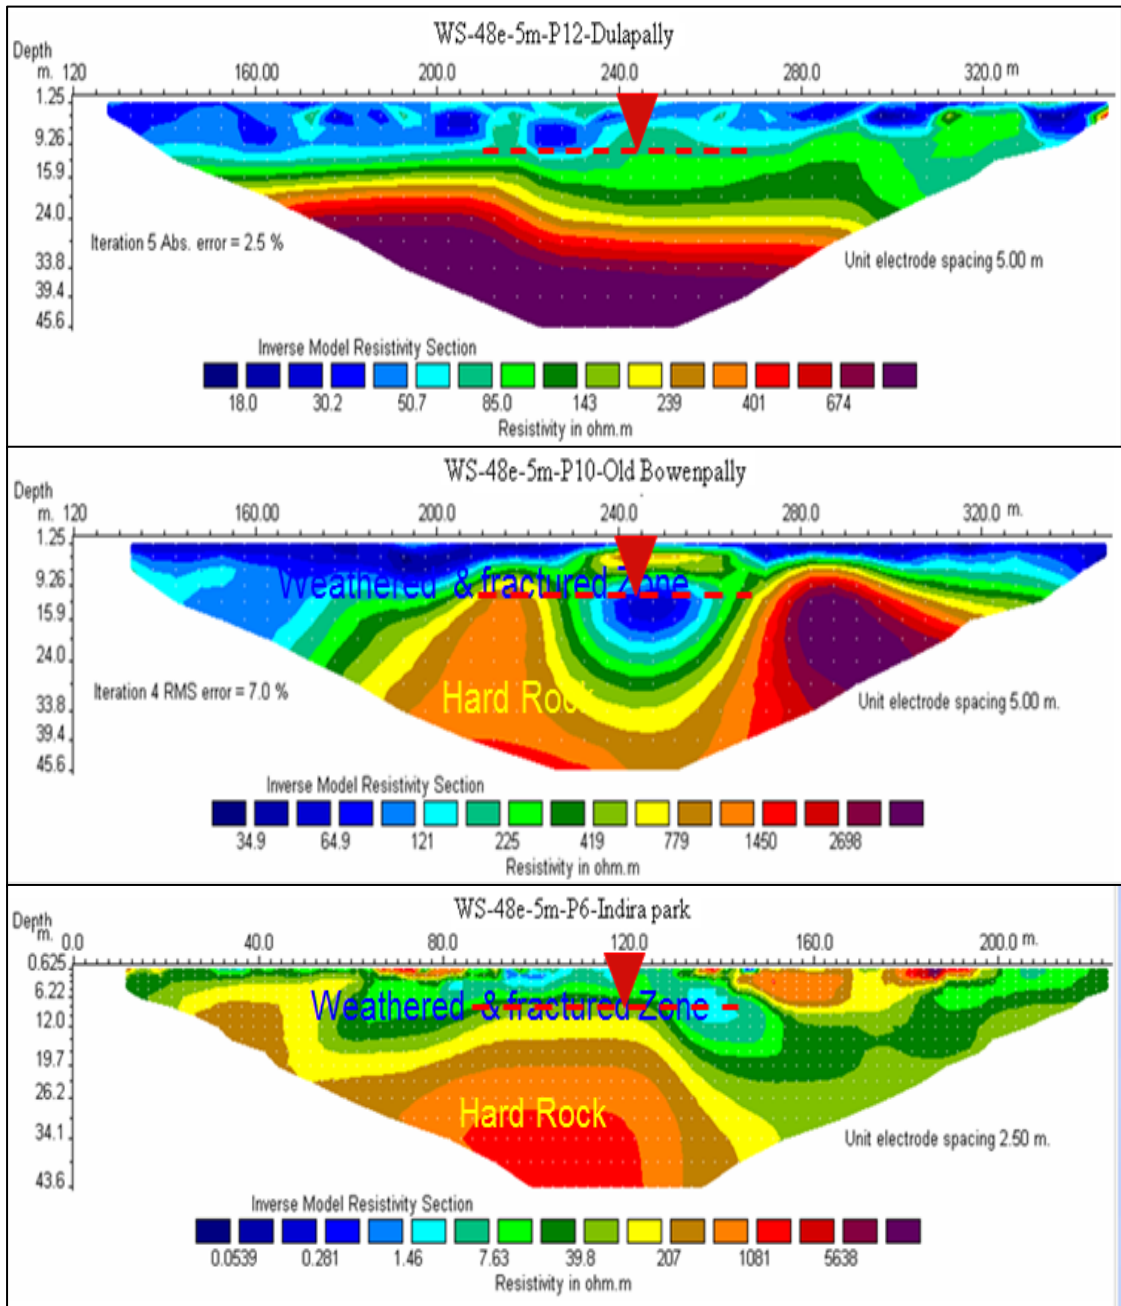 WS-48e-5m-P12-Dulapally
Depth
m. 120 160.00 200.0 240.0 280.0 320.0 m
1.25
9.26
15.9
24.0
Iteration 5 Abs. error = 2.5 %
Unit electrode spacing 5.00 m
33.8
39.4
45.6
Inverse Model Resistivity Section
18.0 30.2 50.7 85.0 143 239 401 674
Resistivity in ohm.m
WS-48e-5m-P10-Old Bowenpally
Depth
m. 120 160.00 200.0 240.0 280.0 320.0 m.
1.25
9.26
Weathered & fractured Zone
15.9
24.0
Iteration 4 RMS error = 7.0 %
Hard Rock
Unit electrode spacing 5.00 m.
33.8
39.4
45.6
Inverse Model Resistivity Section
34.9 64.9 121 225 419 779 1450 2698
Resistivity in ohm.m
WS-48e-5m-P6-Indira park
Depth
m.
0.0 40.0 80.0 120.0 160.0 200.0 m.
0.625
6.22
Weathered & fractured Zone
12.0
19.7
26.2
Hard Rock
34.1
Unit electrode spacing 2.50 m.
43.6
Inverse Model Resistivity Section
0.0539 0.281 1.46 7.63 39.8 207 1081 5638
Resistivity in ohm.m